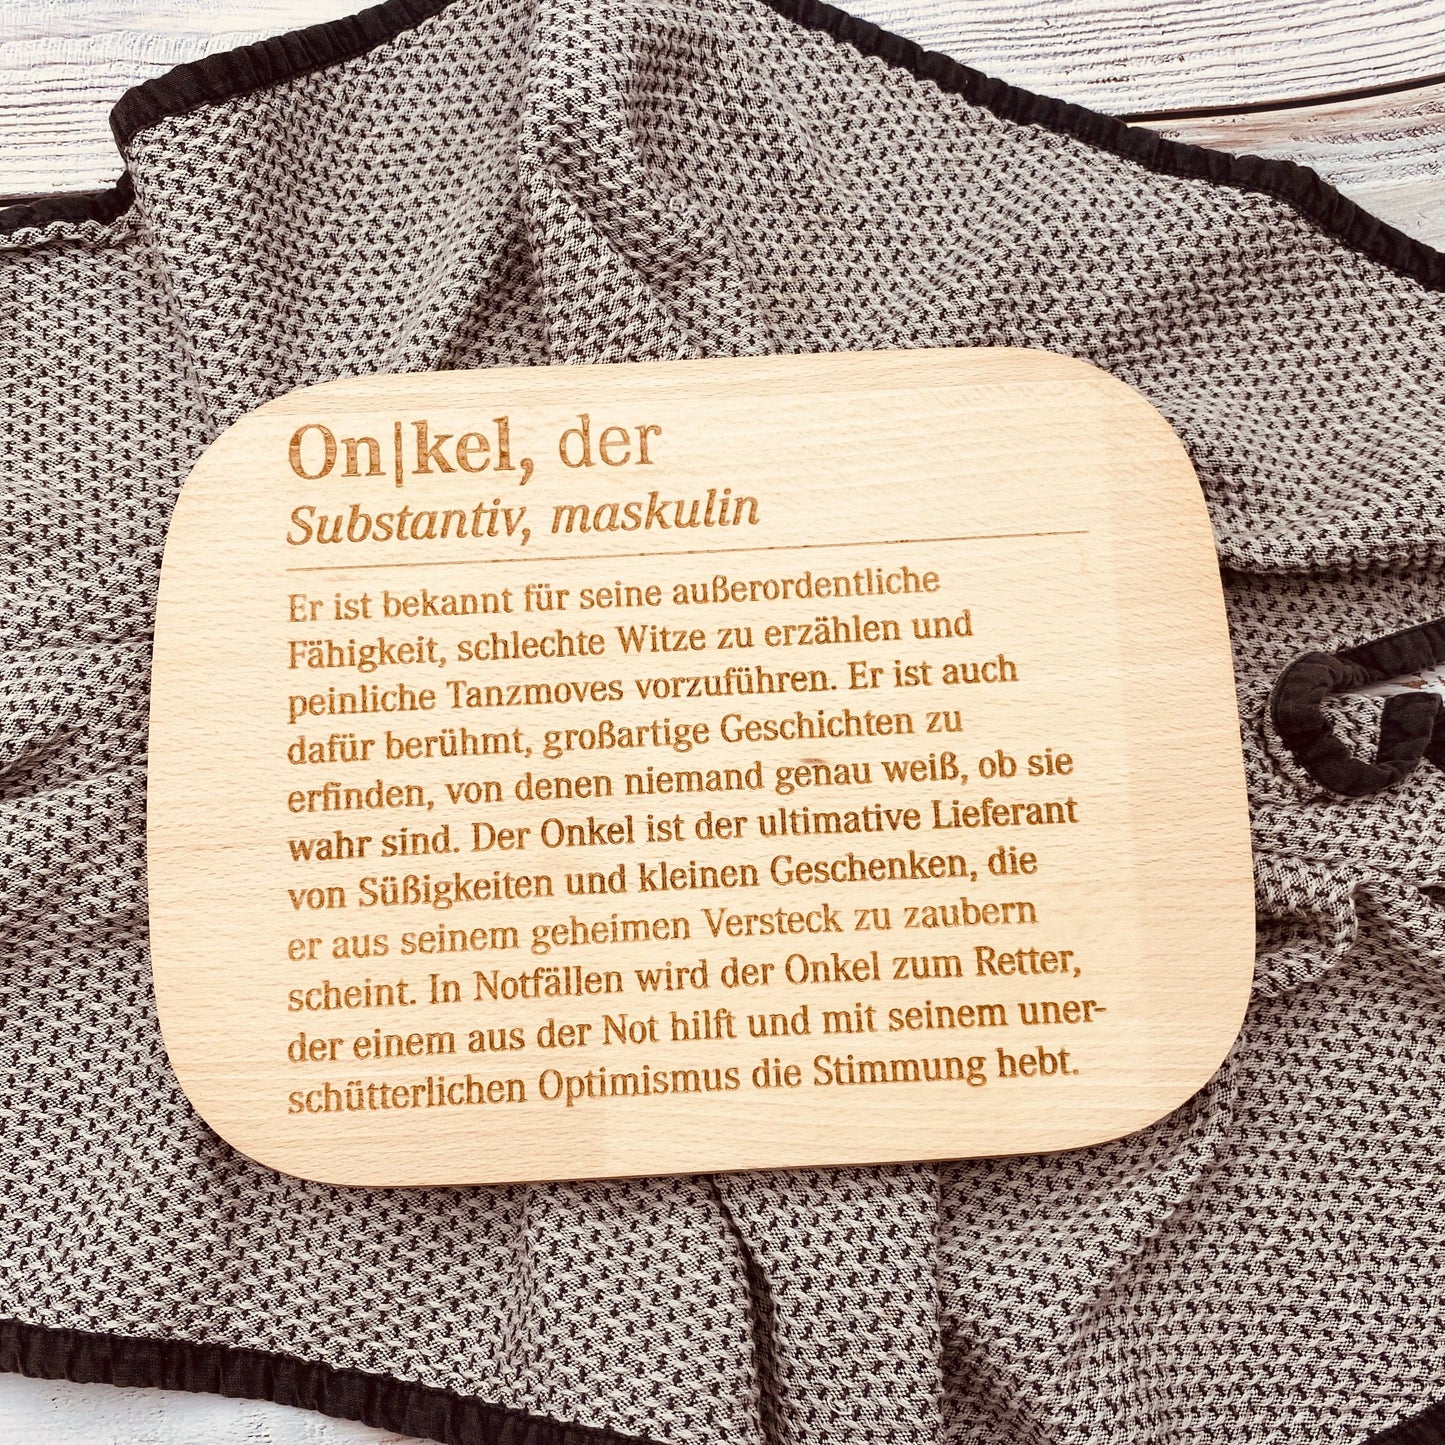 On|kel, der
Substantiv, maskulin
Er ist bekannt für seine außerordentliche
Fähigkeit, schlechte Witze zu erzählen und
peinliche Tanzmoves vorzuführen. Er ist auch
dafür berühmt, großartige Geschichten zu
erfinden, von denen niemand genau weiß, ob sie
wahr sind. Der Onkel ist der ultimative Lieferant
von Süßigkeiten und kleinen Geschenken, die
er aus seinem geheimen Versteck zu zaubern
scheint. In Notfällen wird der Onkel zum Retter,
der einem aus der Not hilft und mit seinem uner-
schütterlichen Optimismus die Stimmung hebt.